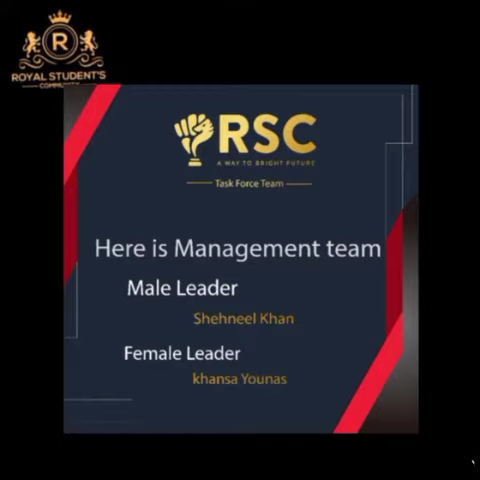 R
ROYAL STUDENT'S
COMMUNITY
RSC
A WAY TO BRIGHT FUTURE
Task Force Team
Here is Management team
Male Leader
Shehneel Khan
Female Leader
khansa Younas